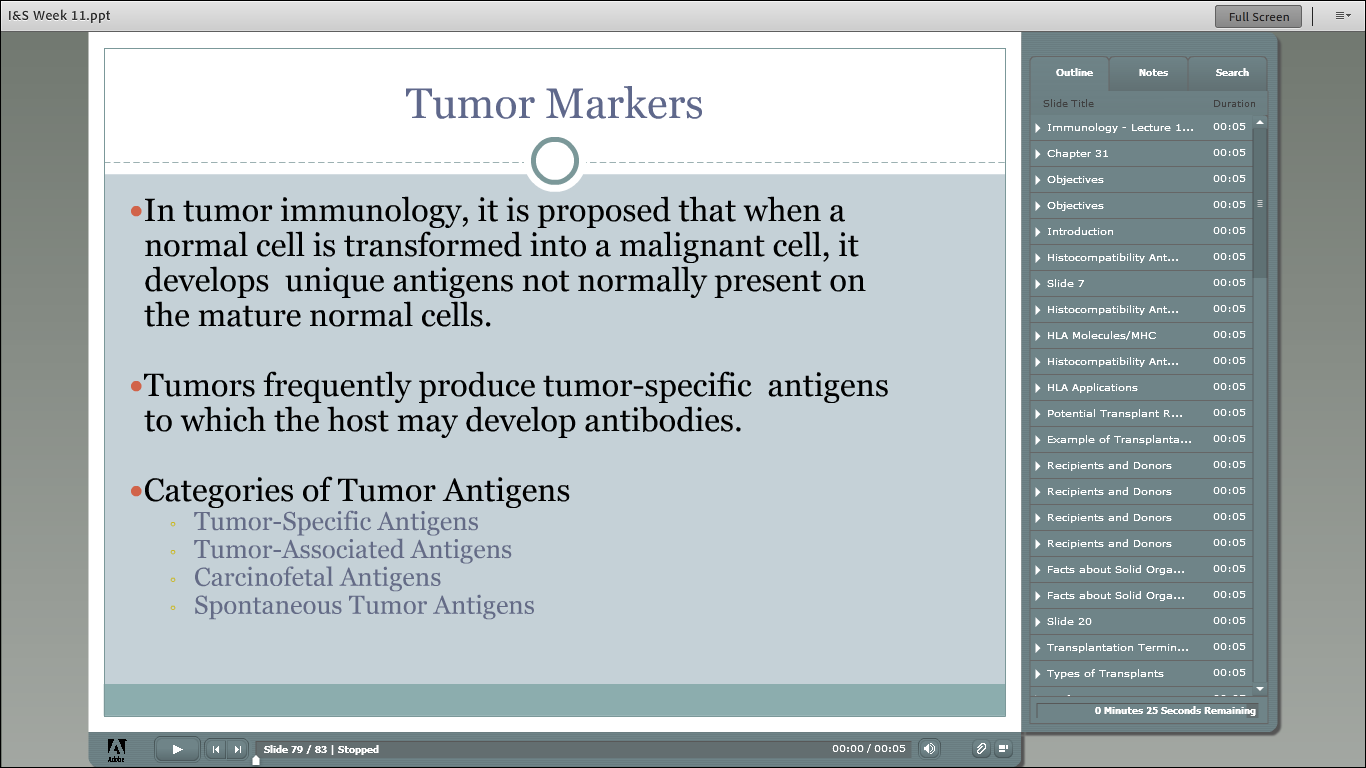 I&S Week 11.ppt
Full Screen
Tumor Markers
•In tumor immunology, it is proposed that when a
normal cell is transformed into a malignant cell, it
develops  unique antigens not normally present on
the mature normal cells.
•Tumors frequently produce tumor-specific  antigens
to which the host may develop antibodies.
•Categories of Tumor Antigens
Tumor-Specific Antigens
Tumor-Associated Antigens
Carcinofetal Antigens
Spontaneous Tumor Antigens
Outline Notes Search
Slide Title Duration
Immunology - Lecture 1... 00:05
Chapter 31 00:05
Objectives 00:05
Objectives 00:05
Introduction 00:05
Histocompatibility Ant... 00:05
Slide 7 00:05
Histocompatibility Ant... 00:05
HLA Molecules/MHC 00:05
Histocompatibility Ant... 00:05
HLA Applications 00:05
Potential Transplant R... 00:05
Example of Transplanta... 00:05
Recipients and Donors 00:05
Recipients and Donors 00:05
Recipients and Donors 00:05
Recipients and Donors 00:05
Facts about Solid Orga... 00:05
Facts about Solid Orga... 00:05
Slide 20 00:05
Transplantation Termin... 00:05
Types of Transplants 00:05
0 Minutes 25 Seconds Remaining
Adobe
Slide 79 / 83 | Stopped
00:00 / 00:05